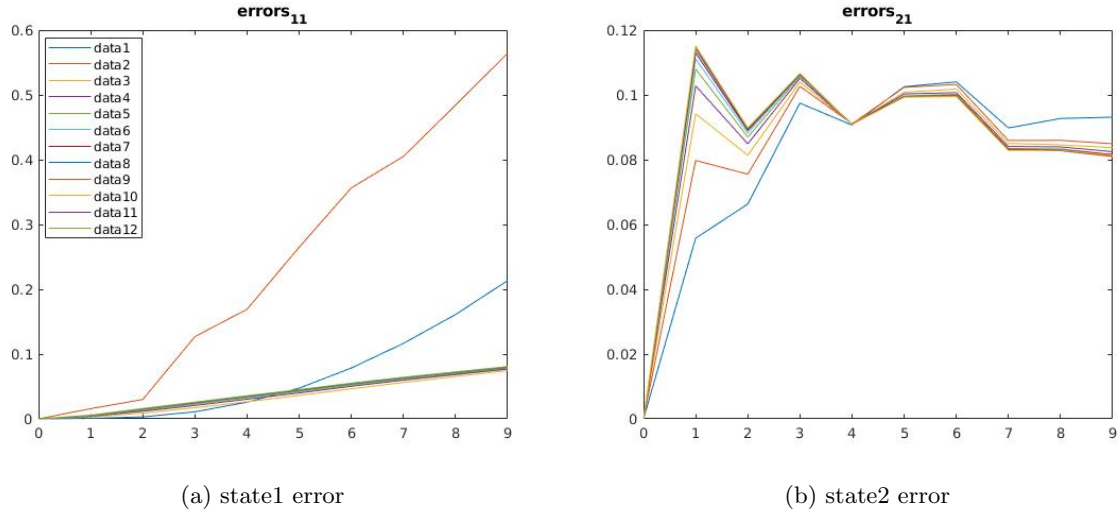 errors11
0.6
0.5
0.4
0.3
0.2
0.1
0
0 1 2 3 4 5 6 7 8 9
data1
data2
data3
data4
data5
data6
data7
data8
data9
data10
data11
data12
(a) state1 error
errors21
0.12
0.1
0.08
0.06
0.04
0.02
0
0 1 2 3 4 5 6 7 8 9
(b) state2 error